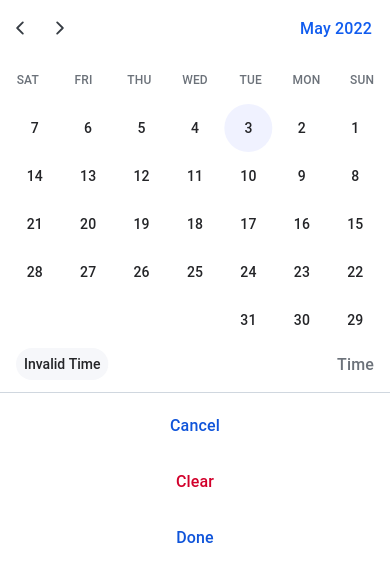 May 2022
SAT FRI THU WED TUE MON SUN
7 6 5 4 3 2 1
14 13 12 11 10 9 8
21 20 19 18 17 16 15
28 27 26 25 24 23 22
31 30 29
Invalid Time Time
Cancel
Clear
Done